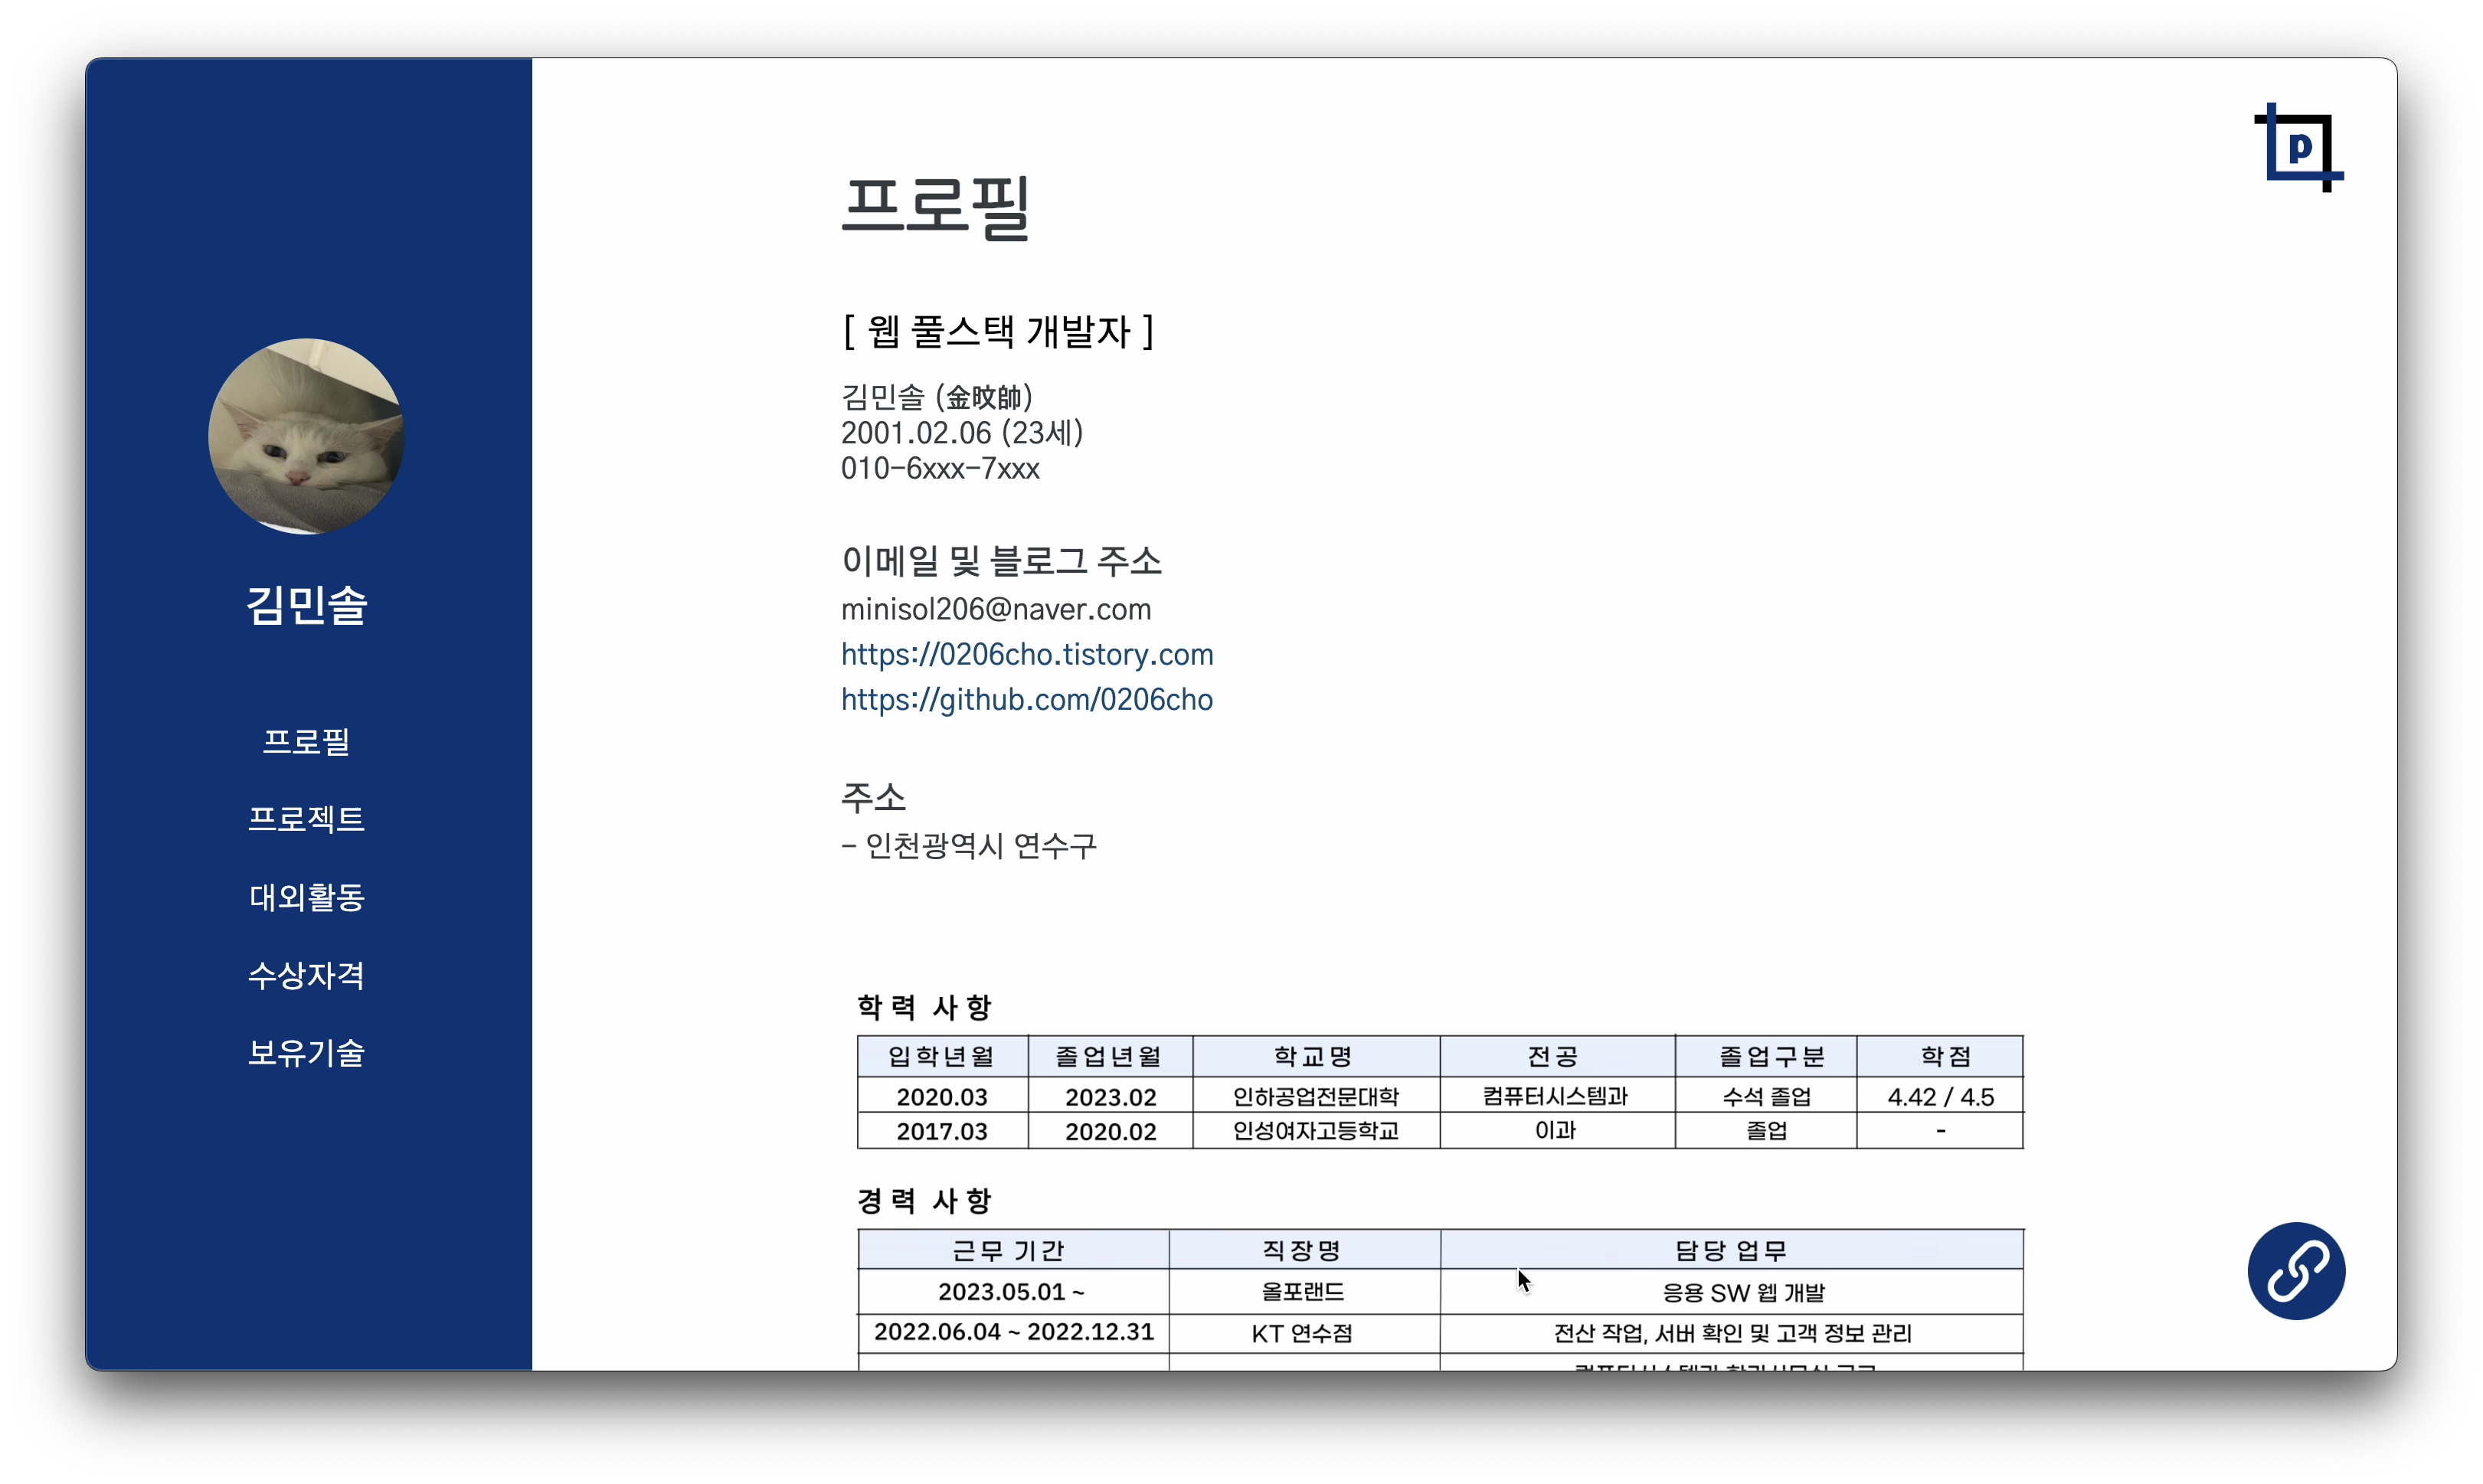 김민솔
프로필
프로젝트
대외활동
수상자격
보유기술
p
프로필
[ 웹 풀스택 개발자 ]
김민솔 (金旼帥)
2001.02.06 (23세)
010-6xxx-7xxx
이메일 및 블로그 주소
minisol206@naver.com
https://0206cho.tistory.com
https://github.com/0206cho
주소
- 인천광역시 연수구
학력 사항
입학년월 졸업년월 학교명 전공 졸업구분 학점
2020.03 2023.02 인하공업전문대학 컴퓨터시스템과 수석 졸업 4.42 / 4.5
2017.03 2020.02 인성여자고등학교 이과 졸업 -
경력 사항
근무 기간 직장명 담당 업무
2023.05.01 ~ 올포랜드 응용 SW 웹 개발
2022.06.04 ~ 2022.12.31 KT 연수점 전산 작업, 서버 확인 및 고객 정보 관리